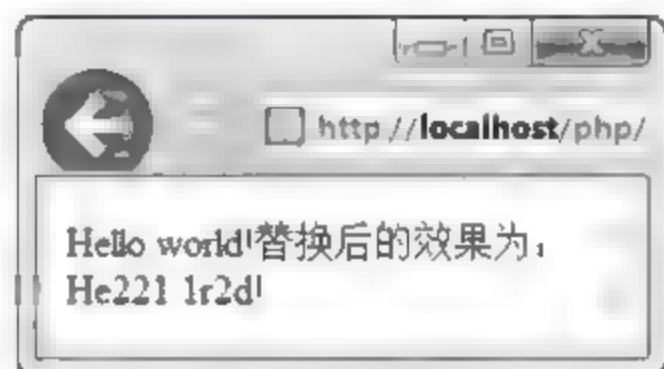 http://localhost/php/
Hello world!替换后的效果为：
He221 1r2d!